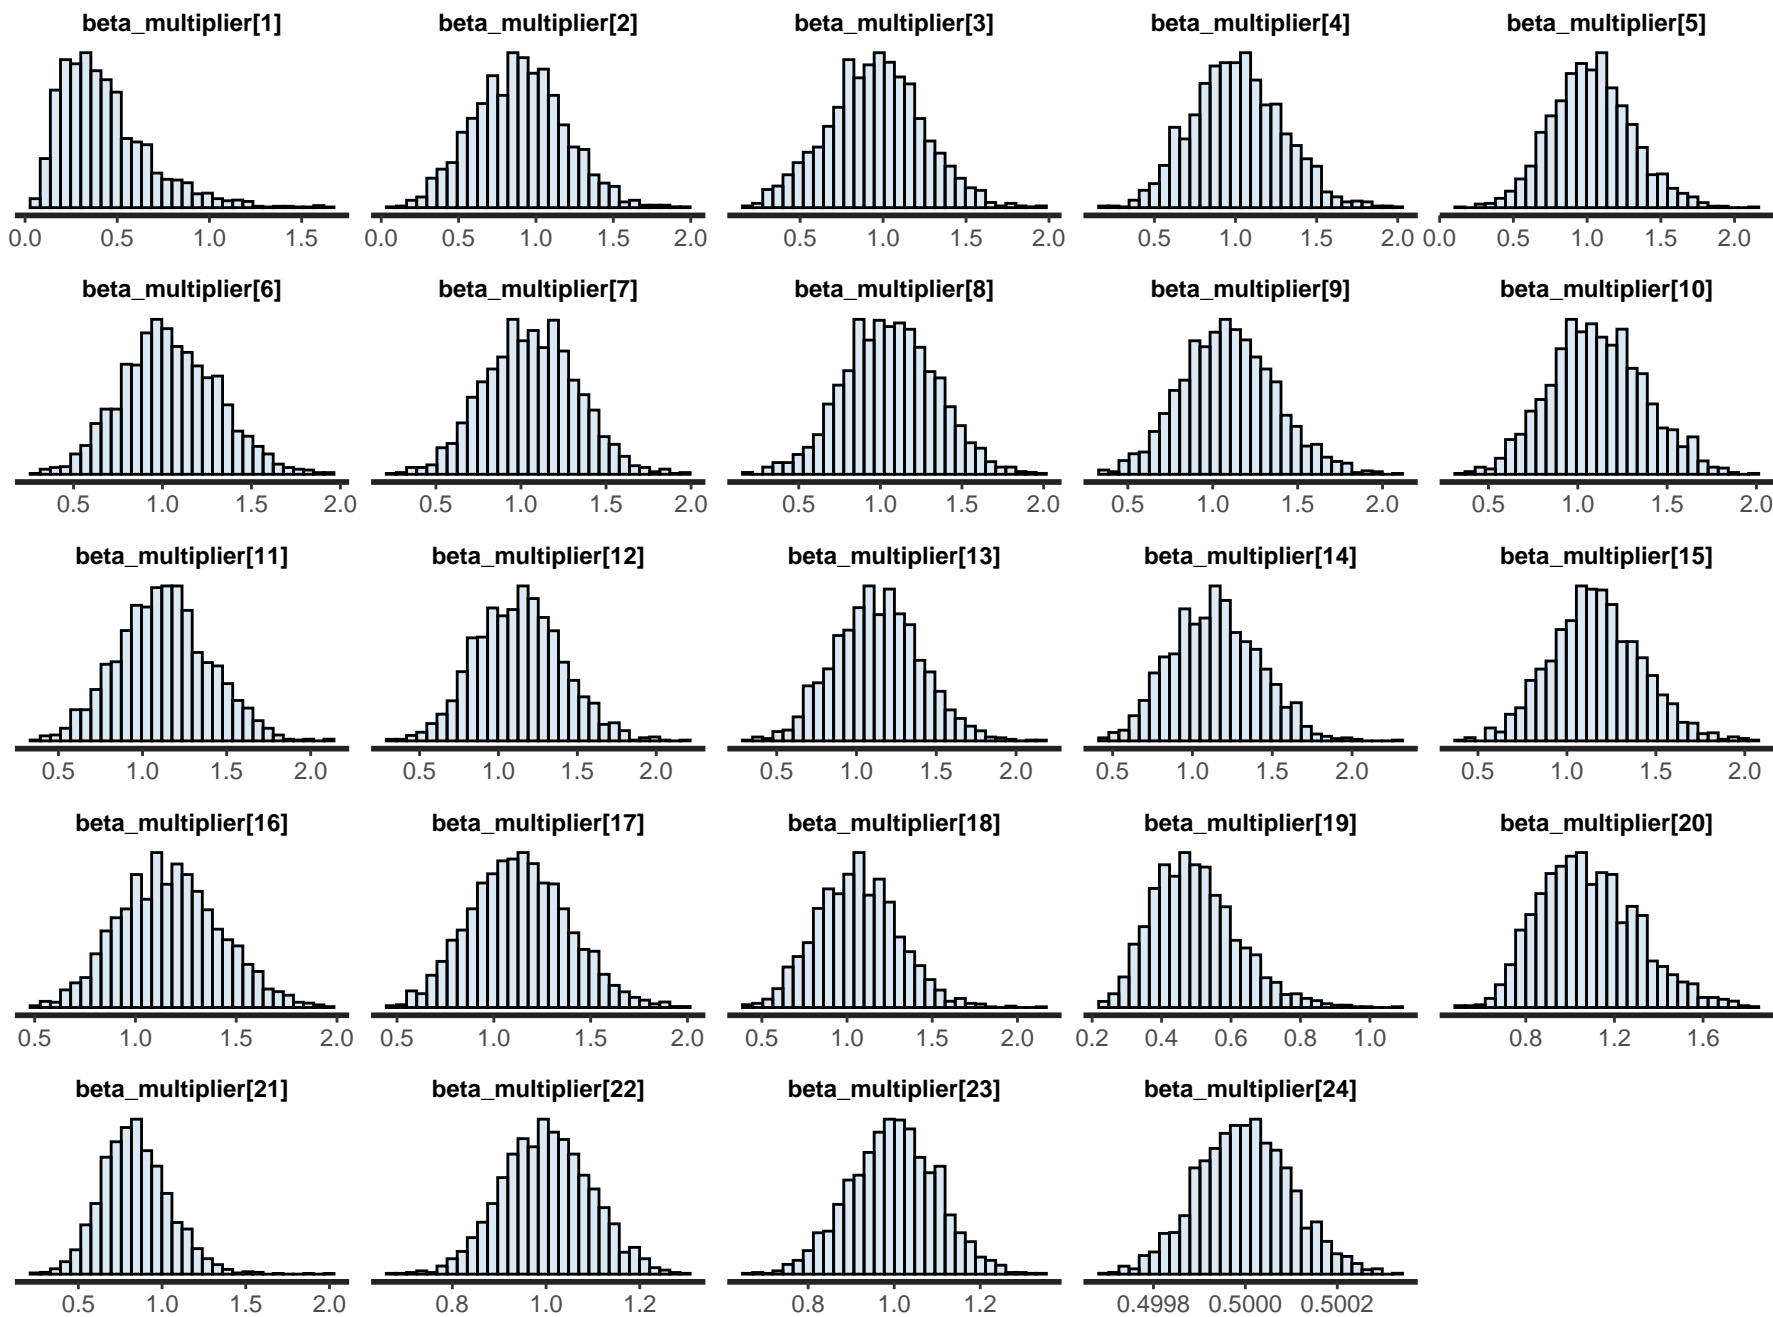 beta_multiplier[1] beta_multiplier[2] beta_multiplier[3] beta_multiplier[4] beta_multiplier[5]
0.0 0.5 1.0 1.5 0.0 0.5 1.0 1.5 2.0 0.5 1.0 1.5 2.0 0.5 1.0 1.5 2.0 0.0 0.5 1.0 1.5 2.0
beta_multiplier[6] beta_multiplier[7] beta_multiplier[8] beta_multiplier[9] beta_multiplier[10]
0.5 1.0 1.5 2.0 0.5 1.0 1.5 2.0 0.5 1.0 1.5 2.0 0.5 1.0 1.5 2.0 0.5 1.0 1.5 2.0
beta_multiplier[11] beta_multiplier[12] beta_multiplier[13] beta_multiplier[14] beta_multiplier[15]
0.5 1.0 1.5 2.0 0.5 1.0 1.5 2.0 0.5 1.0 1.5 2.0 0.5 1.0 1.5 2.0 0.5 1.0 1.5 2.0
beta_multiplier[16] beta_multiplier[17] beta_multiplier[18] beta_multiplier[19] beta_multiplier[20]
0.5 1.0 1.5 2.0 0.5 1.0 1.5 2.0 0.5 1.0 1.5 2.0 0.2 0.4 0.6 0.8 1.0 0.8 1.2 1.6
beta_multiplier[21] beta_multiplier[22] beta_multiplier[23] beta_multiplier[24]
0.5 1.0 1.5 2.0 0.8 1.0 1.2 0.8 1.0 1.2 0.4998 0.5000 0.5002